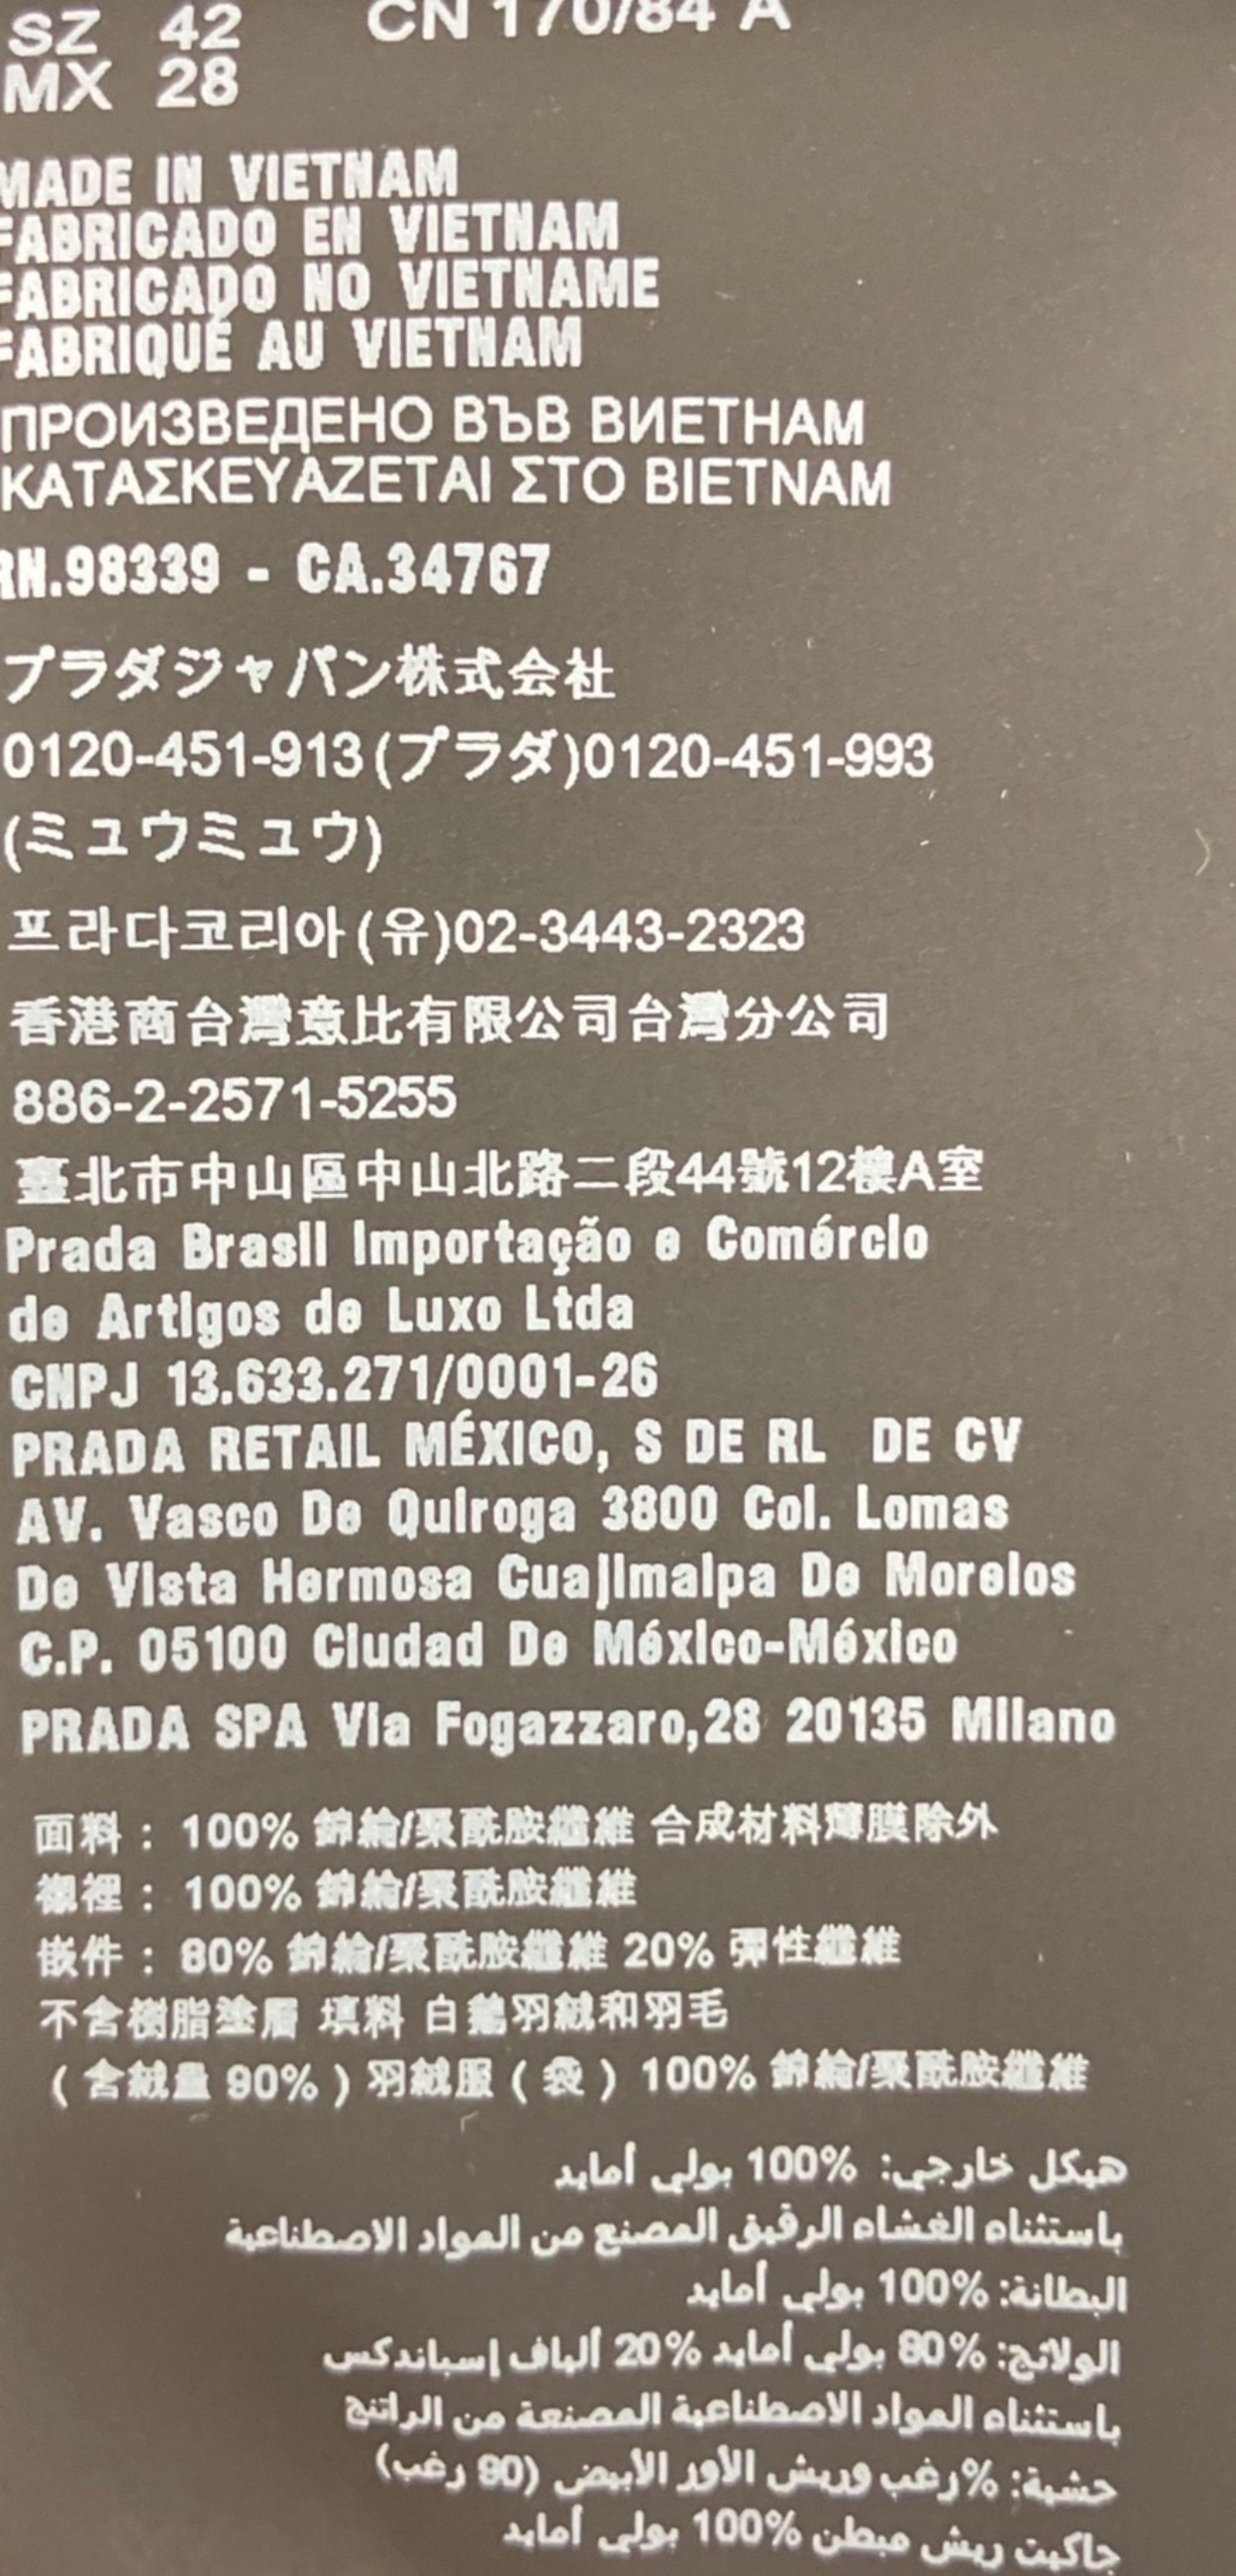 SZ 42 CN 170/84 A
MX 28
MADE IN VIETNAM
FABRICADO EN VIETNAM
FABRICADO NO VIETNAME
FABRIQUÉ AU VIETNAM
ПРОИЗВЕДЕНО ВЪВ ВИЕТНАМ
ΚΑΤΑΣΚΕΥΑΖΕΤΑΙ ΣΤΟ ΒΙΕΤΝΑΜ
RN.98339 - CA.34767
プラダジャパン株式会社
0120-451-913(プラダ)0120-451-993
(ミュウミュウ)
프라다코리아(유)02-3443-2323
香港商台灣意比有限公司台灣分公司
886-2-2571-5255
臺北市中山區中山北路二段44號12樓A室
Prada Brasil Importação e Comércio
de Artigos de Luxo Ltda
CNPJ 13.633.271/0001-26
PRADA RETAIL MÉXICO, S DE RL DE CV
AV. Vasco De Quiroga 3800 Col. Lomas
De Vista Hermosa Cuajimalpa De Morelos
C.P. 05100 Ciudad De México-México
PRADA SPA Via Fogazzaro,28 20135 Milano
面料： 100% 錦綸/聚酰胺纖維 合成材料薄膜除外
襯裡： 100% 錦綸/聚酰胺纖維
嵌件： 80% 錦綸/聚酰胺纖維 20% 彈性纖維
不含樹脂塗層 填料 白鵝羽絨和羽毛
(含絨量 90%) 羽絨服 (袋) 100% 錦綸/聚酰胺纖維
هيكل خارجي: %100 بولي أمايد
باستثناء الغشاء الرقيق المصنع من المواد الاصطناعية
البطانة: %100 بولي أمايد
الولائج: %80 بولي أمايد %20 ألياف إسباندكس
باستثناء المواد الاصطناعية المصنعة من الراتنج
حشية: %رغب وريش الأوز الأبيض (90 رغب)
جاكيت ريش مبطن %100 بولي أمايد